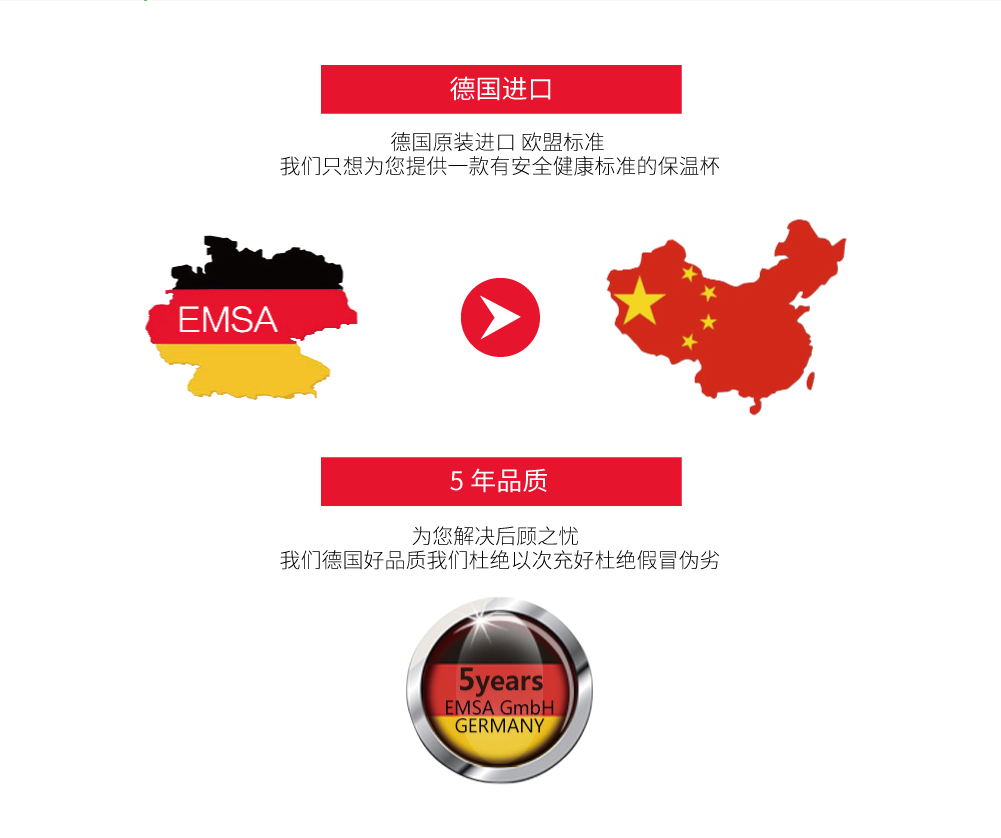 德国进口
德国原装进口 欧盟标准
我们只想为您提供一款有安全健康标准的保温杯
EMSA
5 年品质
为您解决后顾之忧
我们德国好品质我们杜绝以次充好杜绝假冒伪劣
5years
EMSA GmbH
GERMANY